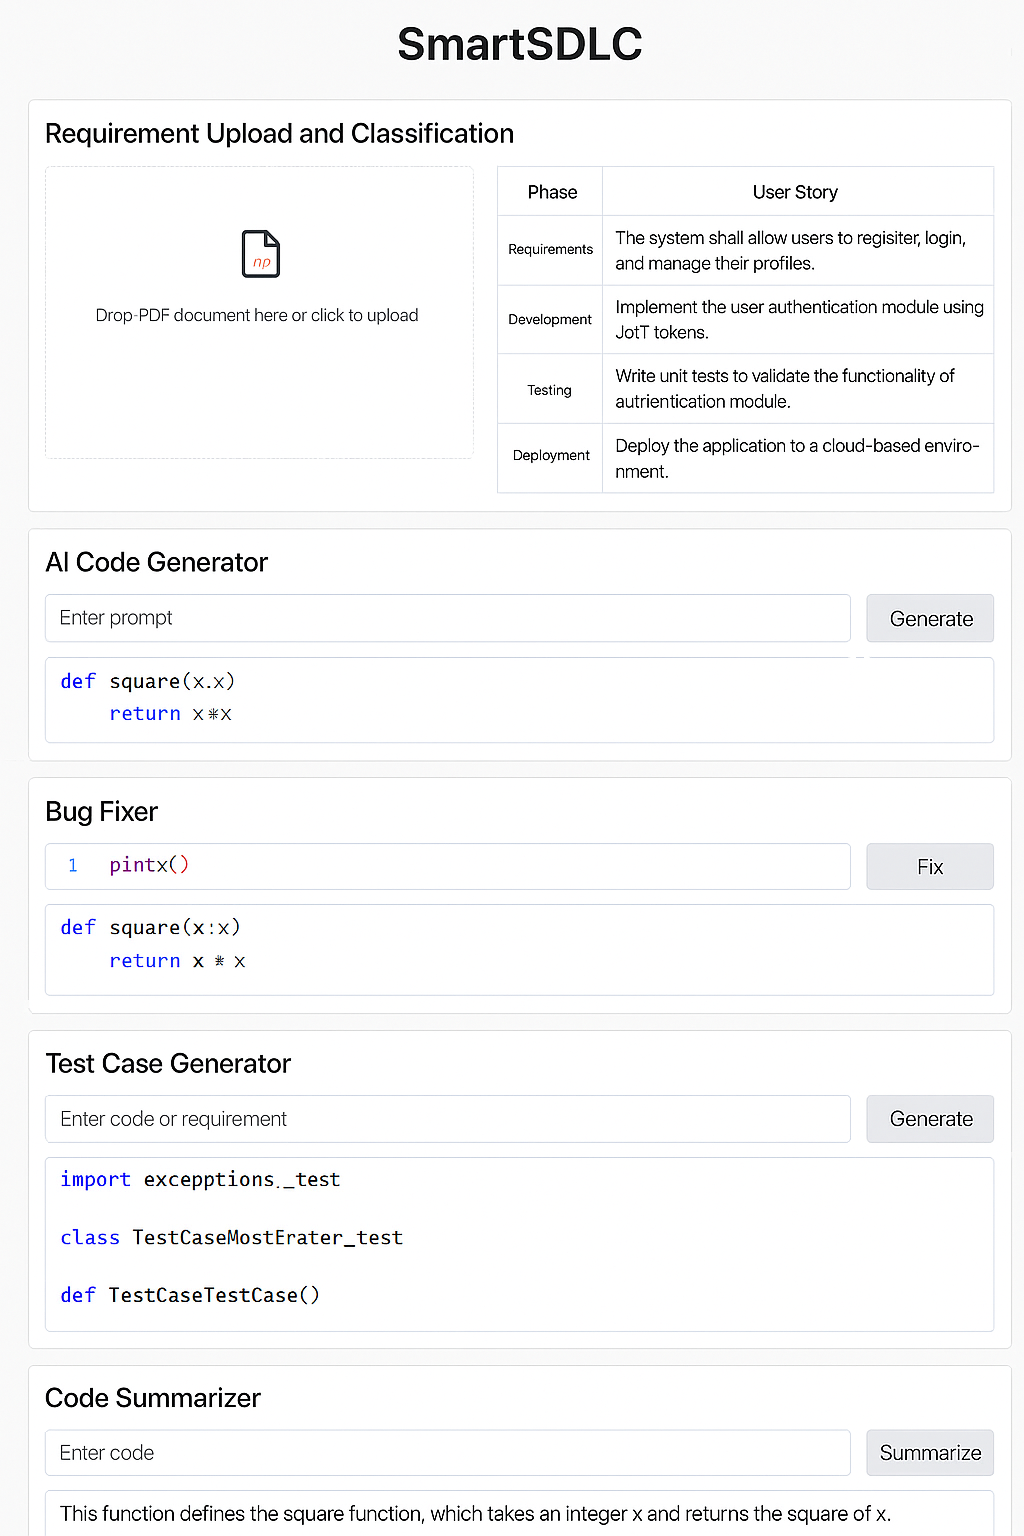 SmartSDLC
Requirement Upload and Classification
np
Drop-PDF document here or click to upload
Phase
User Story
Requirements
The system shall allow users to regisiter, login,
and manage their profiles.
Development
Implement the user authentication module using
JotT tokens.
Testing
Write unit tests to validate the functionality of
autrientication module.
Deployment
Deploy the application to a cloud-based enviro-
nment.
AI Code Generator
Enter prompt
Generate
def square(x.x)
return x*x
Bug Fixer
1 pintx()
Fix
def square(x:x)
return x * x
Test Case Generator
Enter code or requirement
Generate
import excepptions._test
class TestCaseMostErater_test
def TestCaseTestCase()
Code Summarizer
Enter code
Summarize
This function defines the square function, which takes an integer x and returns the square of x.